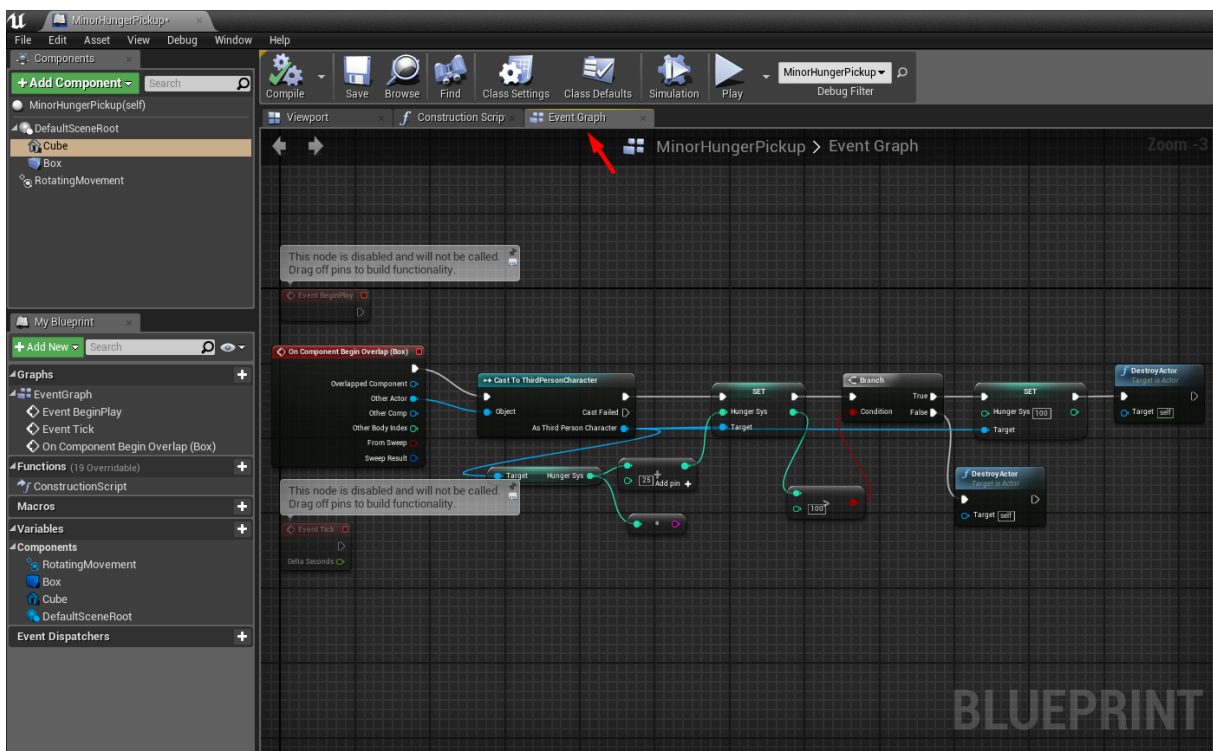 MinorHungerPickup*
File Edit Asset View Debug Window Help
Components
+Add Component Search
MinorHungerPickup(self)
DefaultSceneRoot
Cube
Box
RotatingMovement
Compile Save Browse Find Class Settings Class Defaults Simulation Play
MinorHungerPickup
Debug Filter
Viewport Construction Scrip Event Graph
MinorHungerPickup > Event Graph Zoom -3
This node is disabled and will not be called.
Drag off pins to build functionality.
Event BeginPlay
My Blueprint
+ Add New Search
Graphs
EventGraph
Event BeginPlay
Event Tick
On Component Begin Overlap (Box)
Functions (19 Overridable)
ConstructionScript
Macros
Variables
Components
RotatingMovement
Box
Cube
DefaultSceneRoot
Event Dispatchers
On Component Begin Overlap (Box)
Overlapped Component
Other Actor
Other Comp
Other Body Index
From Sweep
Sweep Result
Cast To ThirdPersonCharacter
Object Cast Failed
As Third Person Character
Target Hunger Sys
+
25 Add pin +
SET
Hunger Sys
Target
>
100
Branch
True
Condition False
SET
Hunger Sys 100
Target
DestroyActor
Target is Actor
Target self
DestroyActor
Target is Actor
Target self
This node is disabled and will not be called.
Drag off pins to build functionality.
Event Tick
Delta Seconds
BLUEPRINT